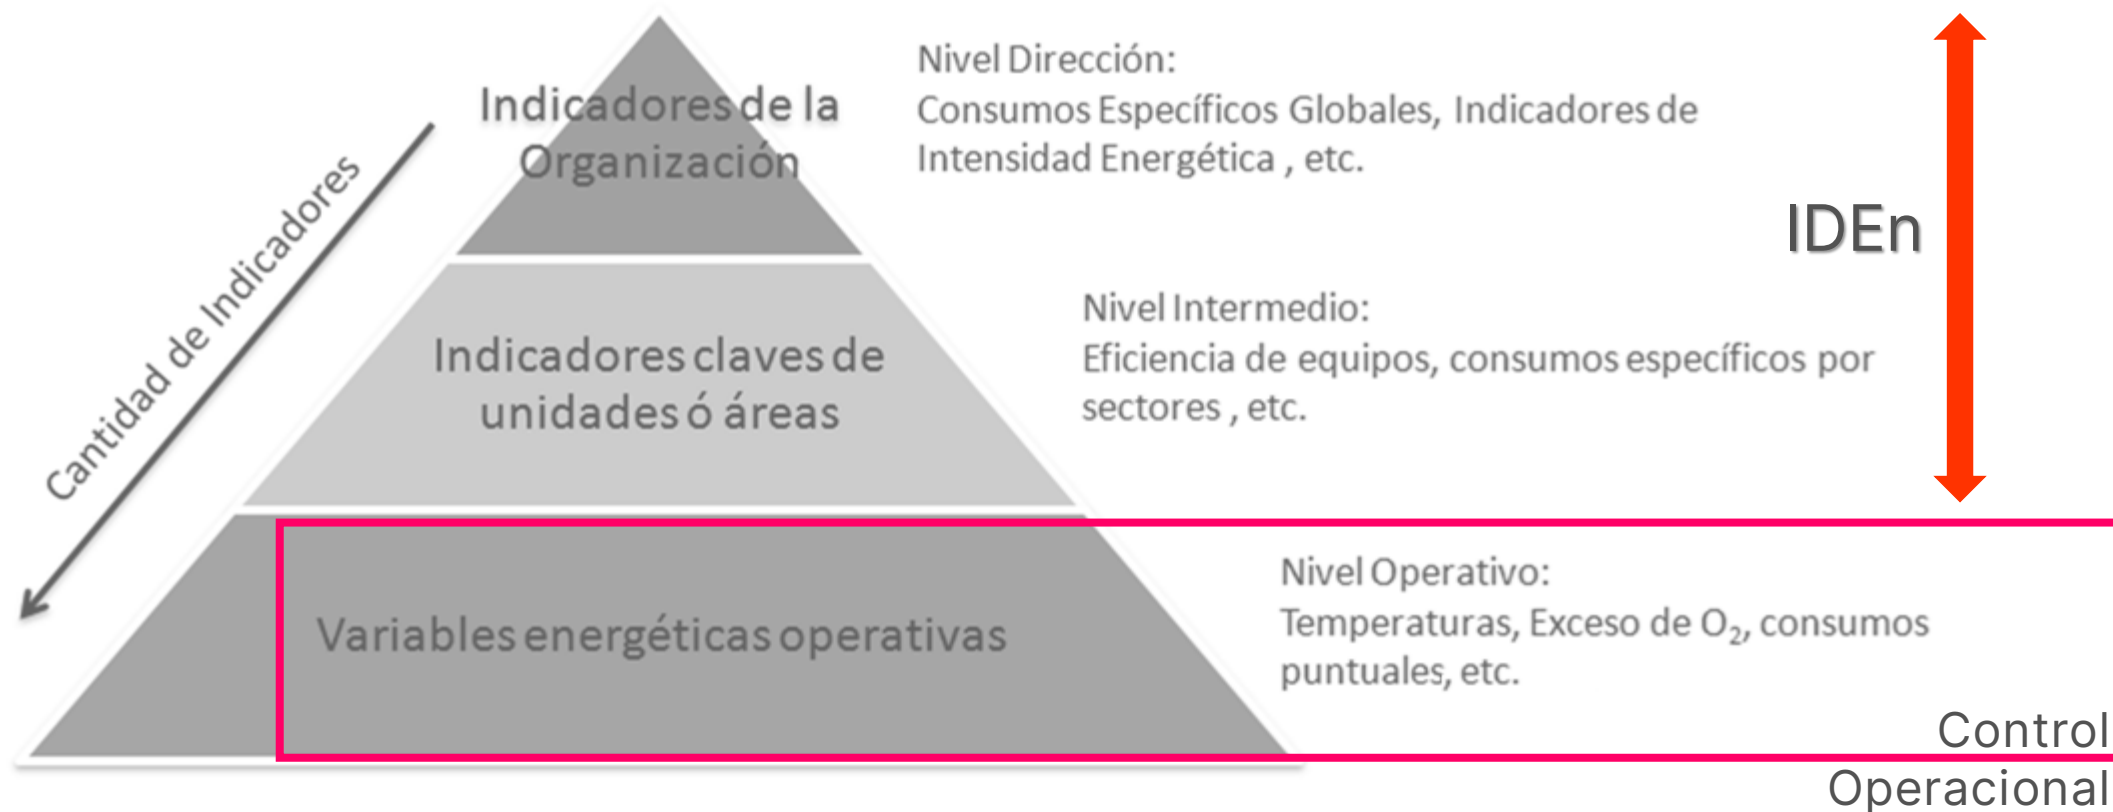 Indicadores de la
Organización
Nivel Dirección:
Consumos Específicos Globales, Indicadores de
Intensidad Energética , etc.
Cantidad de Indicadores
IDEn
Indicadores claves de
unidades ó áreas
Nivel Intermedio:
Eficiencia de equipos, consumos específicos por
sectores , etc.
Variables energéticas operativas
Nivel Operativo:
Temperaturas, Exceso de O₂, consumos
puntuales, etc.
Control
Operacional